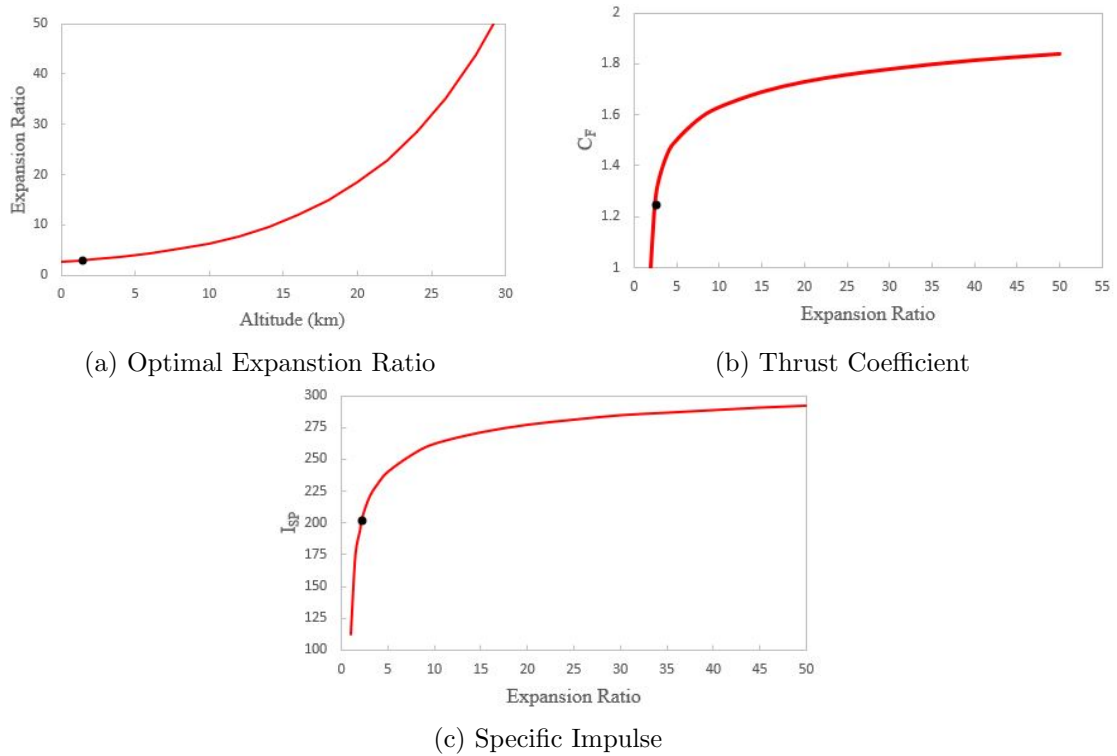 50
40
30
20
10
0
Expansion Ratio
0 5 10 15 20 25 30
Altitude (km)
(a) Optimal Expanstion Ratio
2
1.8
1.6
1.4
1.2
1
C_F
0 5 10 15 20 25 30 35 40 45 50 55
Expansion Ratio
(b) Thrust Coefficient
300
275
250
225
200
175
150
125
100
I_SP
0 5 10 15 20 25 30 35 40 45 50
Expansion Ratio
(c) Specific Impulse